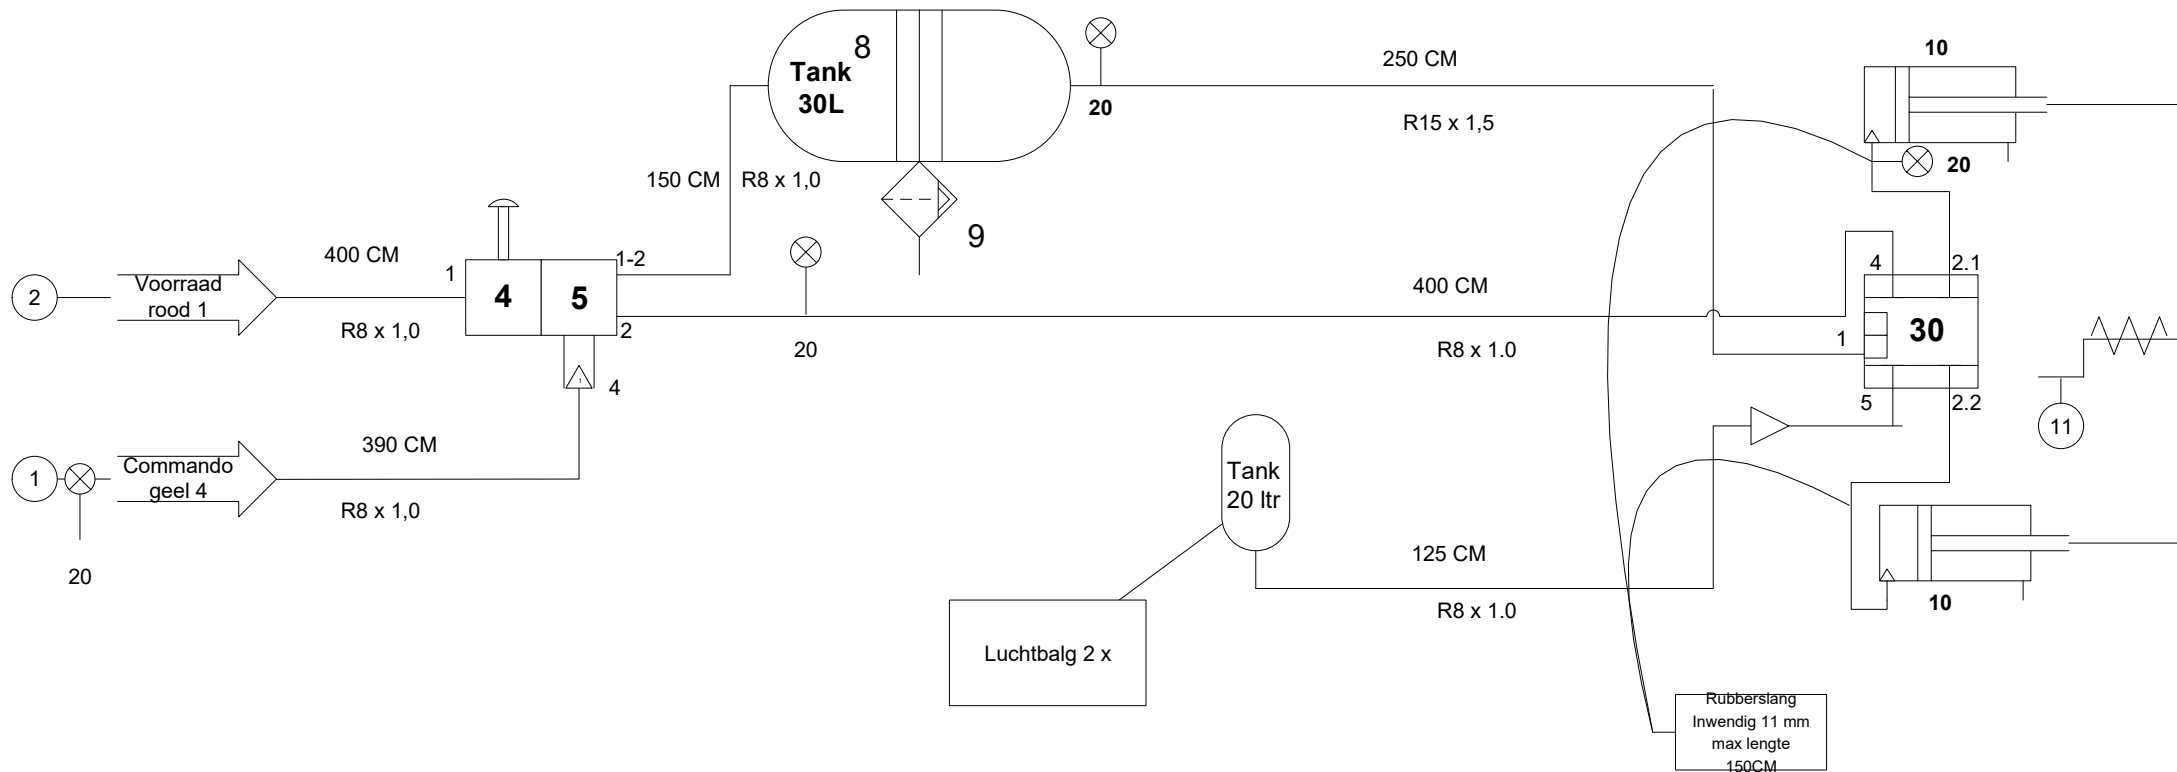 8
Tank
30L
20
250 CM
R15 x 1,5
10
20
150 CM
R8 x 1,0
9
2
Voorraad
rood 1
400 CM
R8 x 1,0
1
4
5
1-2
2
4
1
20
400 CM
R8 x 1.0
4
2.1
1
30
5
2.2
11
1
Commando
geel 4
390 CM
R8 x 1,0
20
Tank
20 ltr
125 CM
R8 x 1.0
10
Luchtbalg 2 x
Rubberslang
Inwendig 11 mm
max lengte
150CM